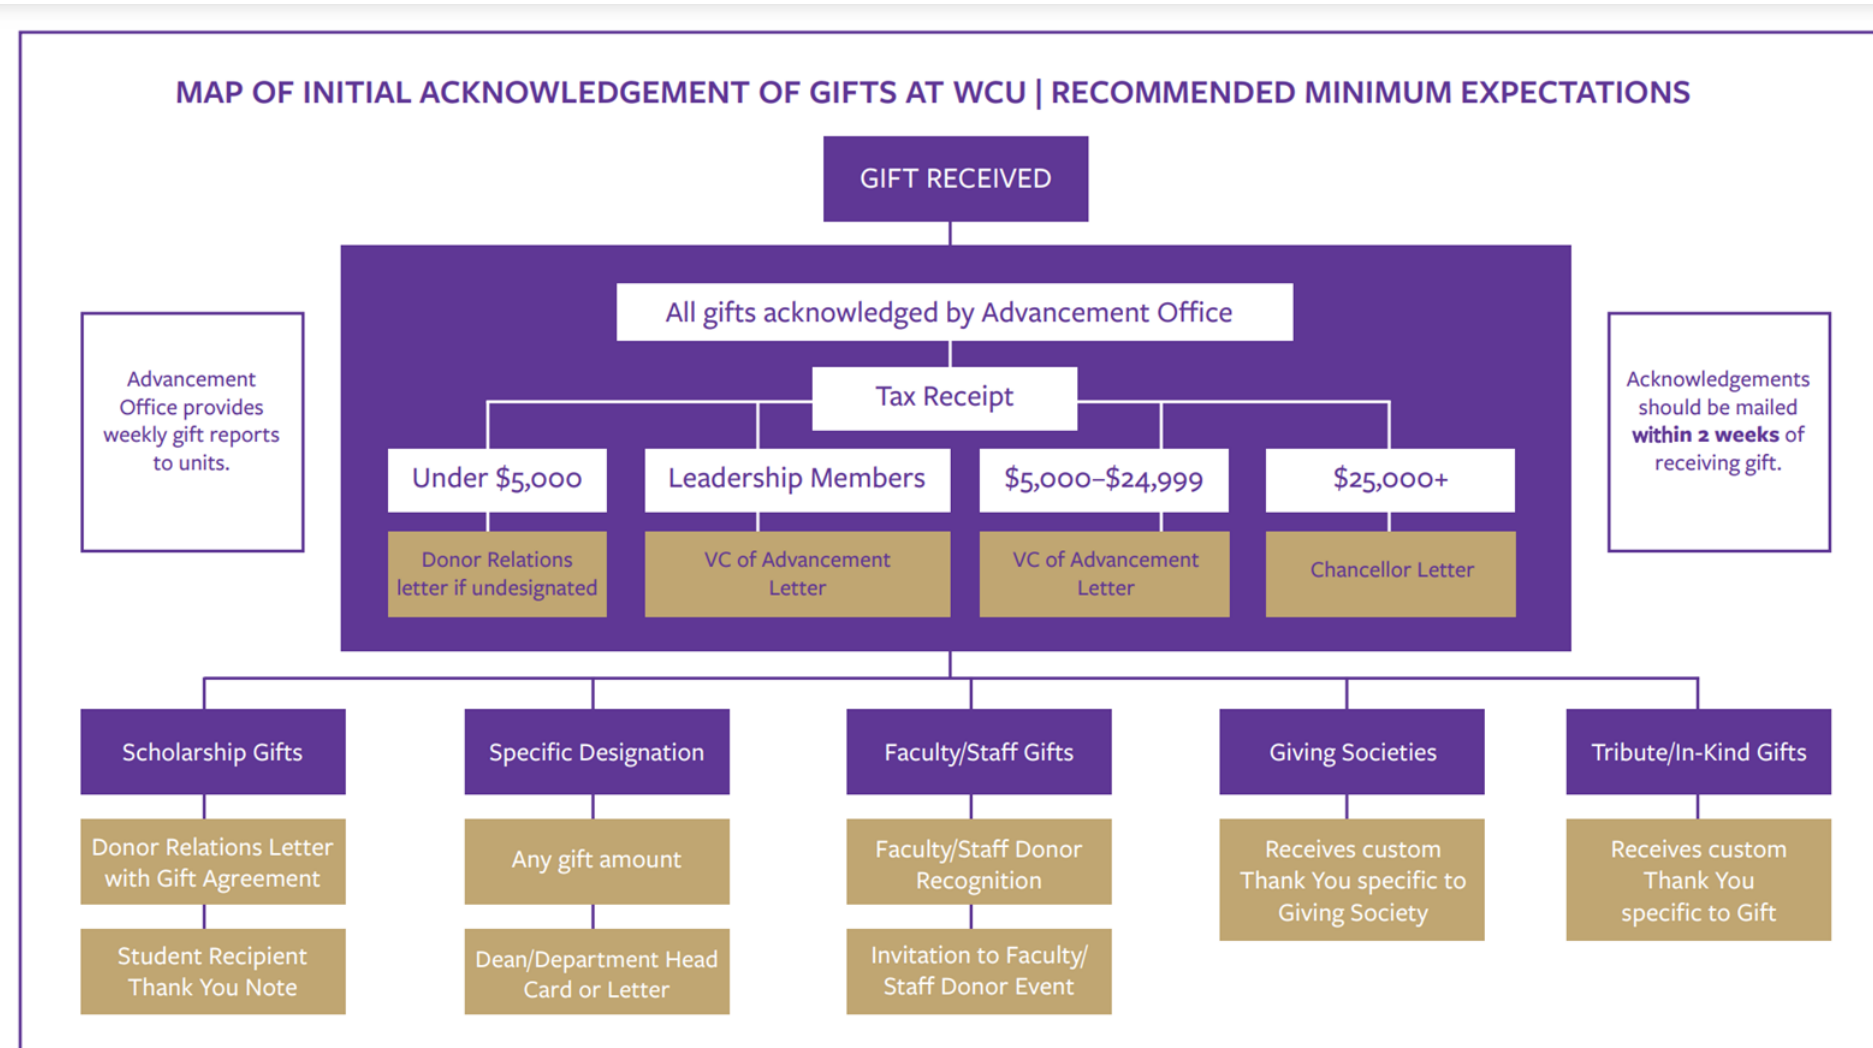 MAP OF INITIAL ACKNOWLEDGEMENT OF GIFTS AT WCU | RECOMMENDED MINIMUM EXPECTATIONS
GIFT RECEIVED
All gifts acknowledged by Advancement Office
Advancement
Office provides
weekly gift reports
to units.
Tax Receipt
Acknowledgements
should be mailed
within 2 weeks of
receiving gift.
Under $5,000
Leadership Members
$5,000–$24,999
$25,000+
Donor Relations
letter if undesignated
VC of Advancement
Letter
VC of Advancement
Letter
Chancellor Letter
Scholarship Gifts
Specific Designation
Faculty/Staff Gifts
Giving Societies
Tribute/In-Kind Gifts
Donor Relations Letter
with Gift Agreement
Any gift amount
Faculty/Staff Donor
Recognition
Receives custom
Thank You specific to
Giving Society
Receives custom
Thank You
specific to Gift
Student Recipient
Thank You Note
Dean/Department Head
Card or Letter
Invitation to Faculty/
Staff Donor Event